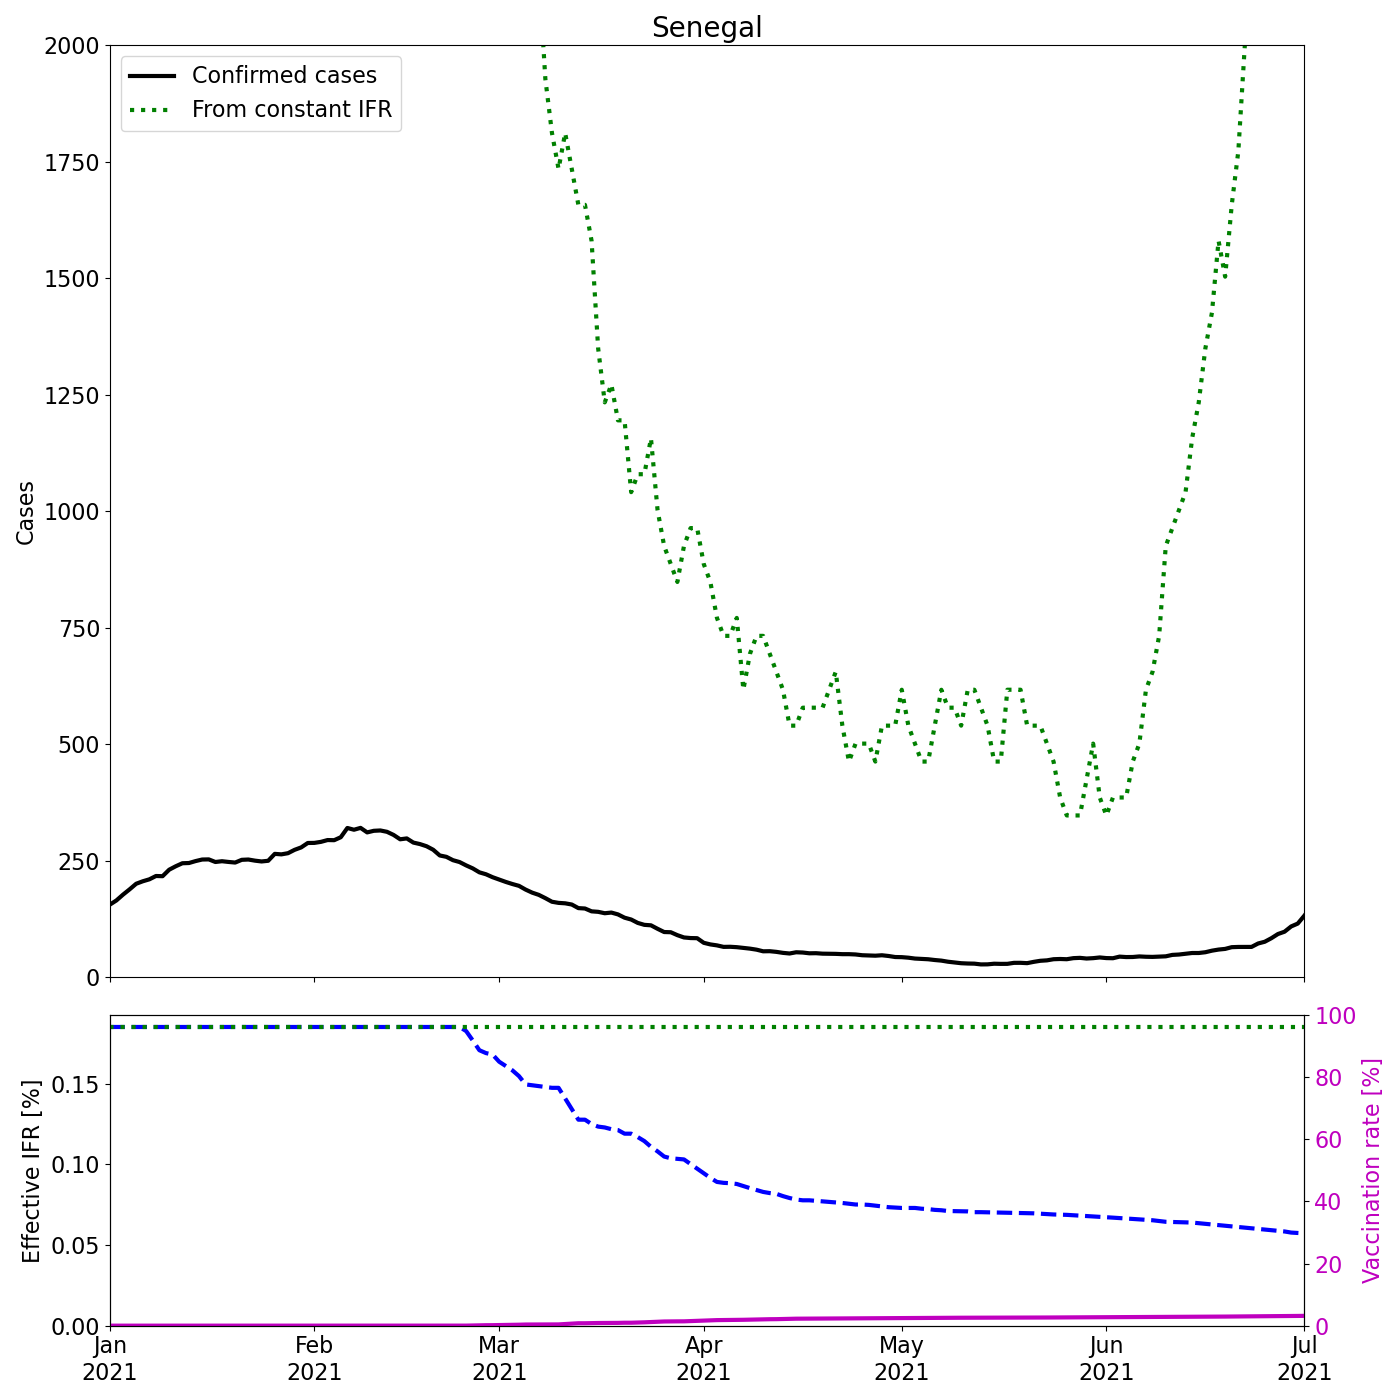 Senegal
2000
1750
1500
1250
1000
750
500
250
0
Cases
Confirmed cases
From constant IFR
0.15
0.10
0.05
0.00
Effective IFR [%]
100
80
60
40
20
0
Vaccination rate [%]
Jan
2021
Feb
2021
Mar
2021
Apr
2021
May
2021
Jun
2021
Jul
2021